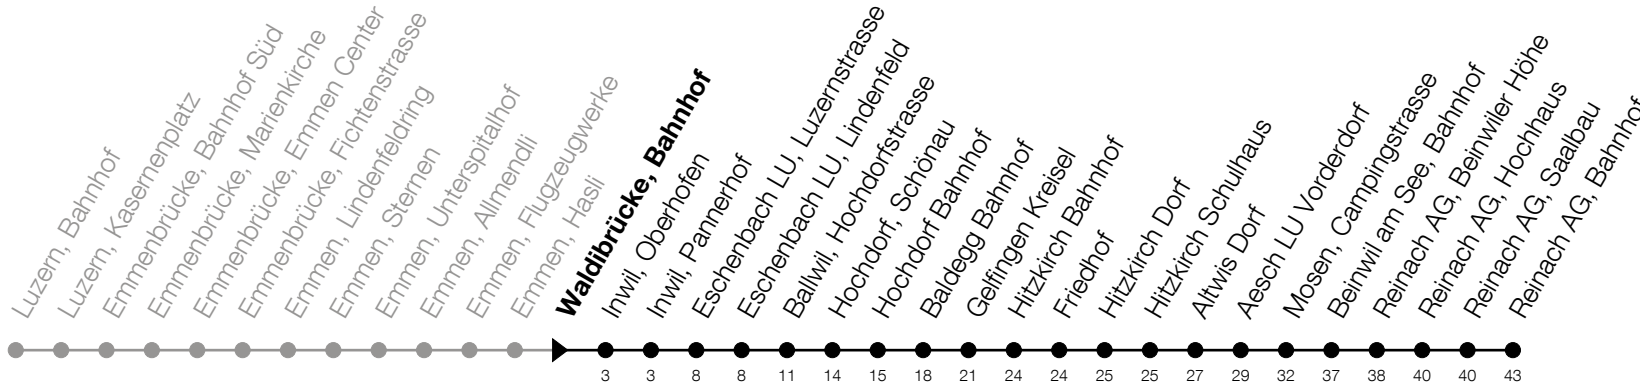 Luzern, Bahnhof
Luzern, Kasernenplatz
Emmenbrücke, Bahnhof Süd
Emmenbrücke, Marienkirche
Emmenbrücke, Emmen Center
Emmenbrücke, Fichtenstrasse
Emmen, Lindenfeldring
Emmen, Sternen
Emmen, Unterspitalhof
Emmen, Allmendli
Emmen, Flugzeugwerke
Emmen, Hasli
Waldibrücke, Bahnhof
Inwil, Oberhofen
Inwil, Pannerhof
Eschenbach LU, Luzernstrasse
Eschenbach LU, Lindenfeld
Ballwil, Hochdorfstrasse
Hochdorf, Schönau
Hochdorf Bahnhof
Baldegg Bahnhof
Gelfingen Kreisel
Hitzkirch Bahnhof
Friedhof
Hitzkirch Dorf
Hitzkirch Schulhaus
Altwis Dorf
Aesch LU Vorderdorf
Mosen, Campingstrasse
Beinwil am See, Bahnhof
Reinach AG, Beinwiler Höhe
Reinach AG, Hochhaus
Reinach AG, Saalbau
Reinach AG, Bahnhof
3 3 8 8 11 14 15 18 21 24 24 25 25 27 29 32 37 38 40 40 43